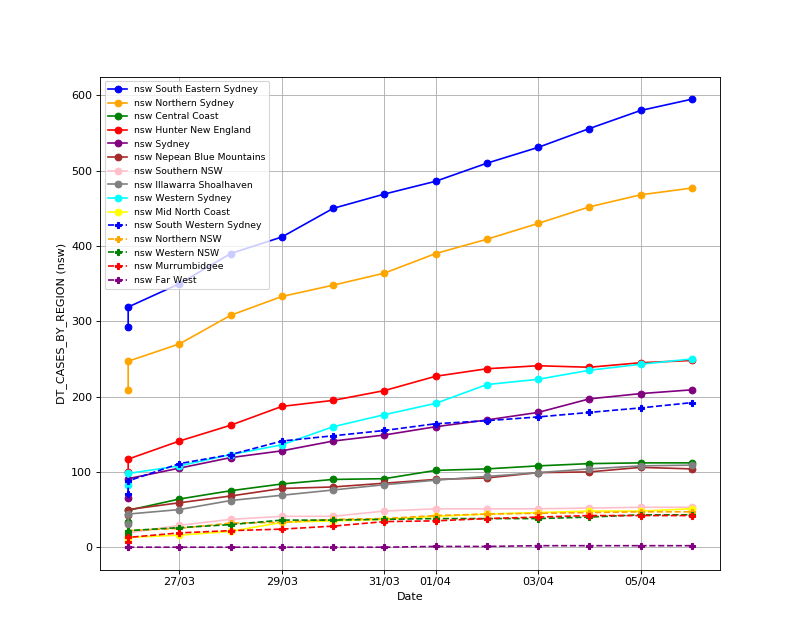 600
500
400
300
200
100
0
DT_CASES_BY_REGION (nsw)
nsw South Eastern Sydney
nsw Northern Sydney
nsw Central Coast
nsw Hunter New England
nsw Sydney
nsw Nepean Blue Mountains
nsw Southern NSW
nsw Illawarra Shoalhaven
nsw Western Sydney
nsw Mid North Coast
nsw South Western Sydney
nsw Northern NSW
nsw Western NSW
nsw Murrumbidgee
nsw Far West
27/03 29/03 31/03 01/04 03/04 05/04
Date